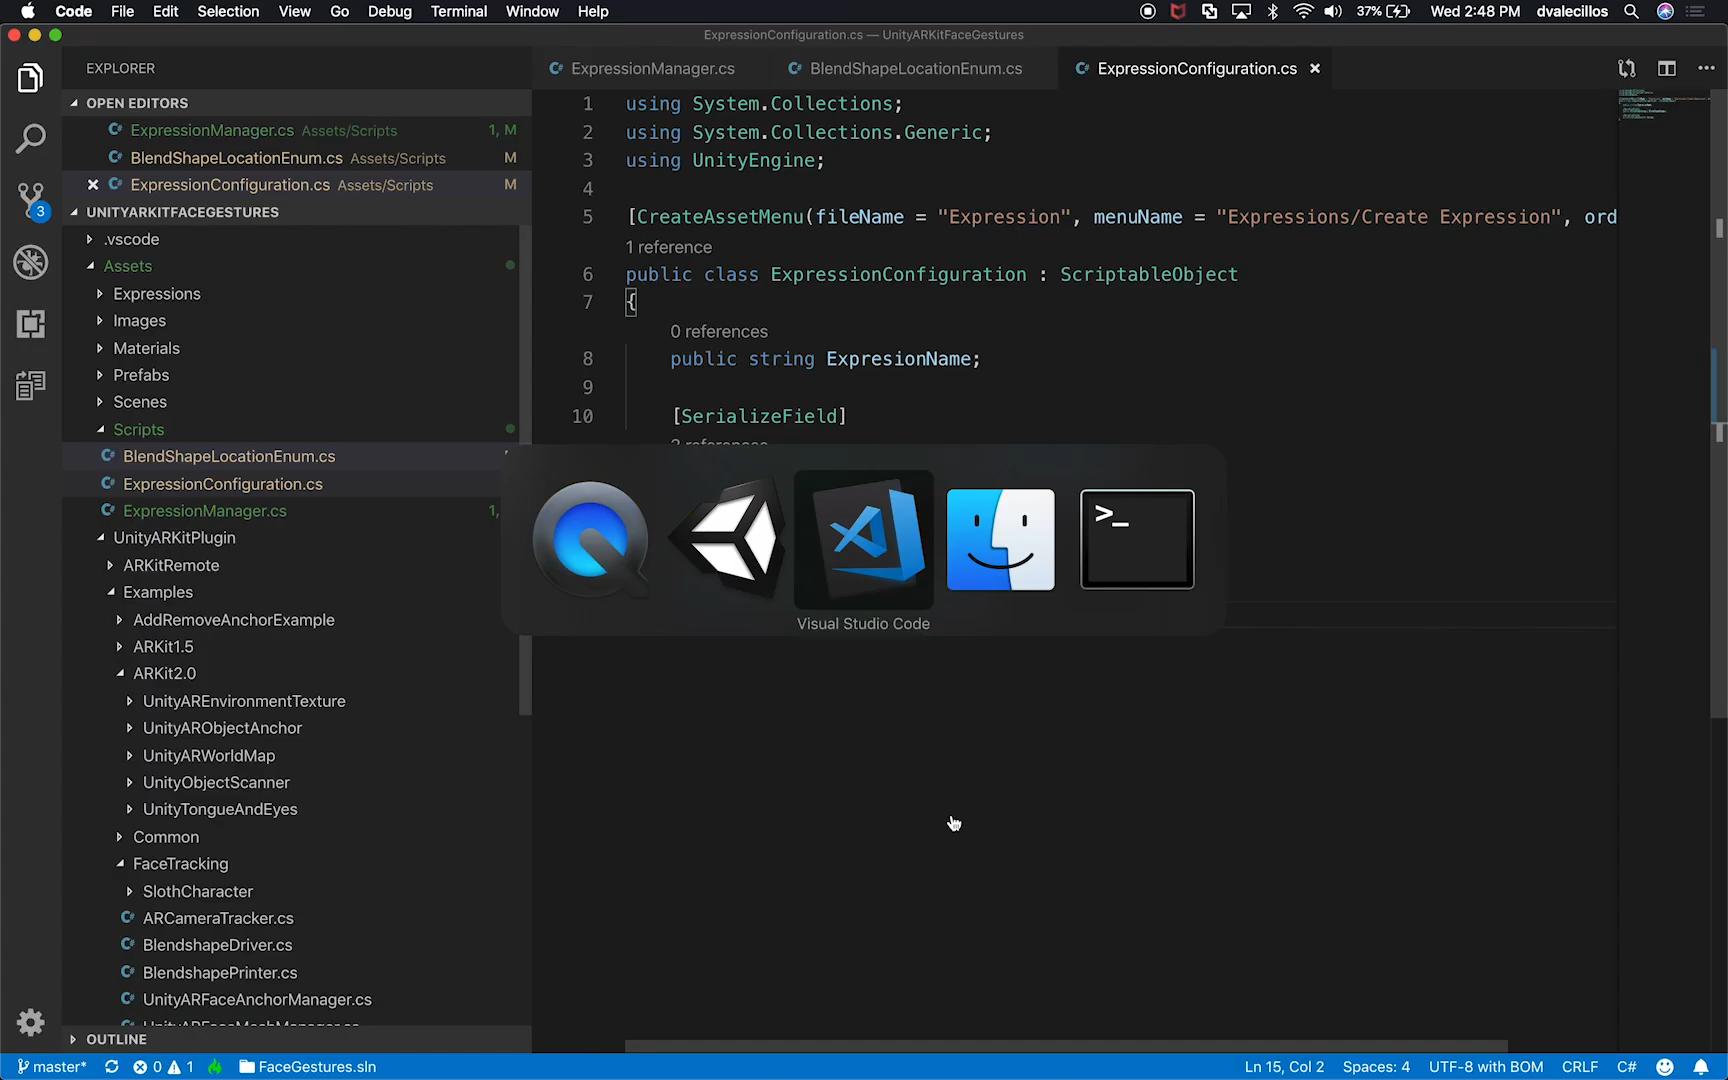 Code File Edit Selection View Go Debug Terminal Window Help 37% Wed 2:48 PM dvalecillos
ExpressionConfiguration.cs — UnityARKitFaceGestures
EXPLORER
OPEN EDITORS
ExpressionManager.cs Assets/Scripts 1, M
BlendShapeLocationEnum.cs Assets/Scripts M
ExpressionConfiguration.cs Assets/Scripts M
3
UNITYARKITFACEGESTURES
.vscode
Assets
Expressions
Images
Materials
Prefabs
Scenes
Scripts
BlendShapeLocationEnum.cs
ExpressionConfiguration.cs
ExpressionManager.cs 1,
UnityARKitPlugin
ARKitRemote
Examples
AddRemoveAnchorExample
ARKit1.5
ARKit2.0
UnityAREnvironmentTexture
UnityARObjectAnchor
UnityARWorldMap
UnityObjectScanner
UnityTongueAndEyes
Common
FaceTracking
SlothCharacter
ARCameraTracker.cs
BlendshapeDriver.cs
BlendshapePrinter.cs
UnityARFaceAnchorManager.cs
OUTLINE
ExpressionManager.cs BlendShapeLocationEnum.cs ExpressionConfiguration.cs
1 using System.Collections;
2 using System.Collections.Generic;
3 using UnityEngine;
4
5 [CreateAssetMenu(fileName = "Expression", menuName = "Expressions/Create Expression", ord
1 reference
6 public class ExpressionConfiguration : ScriptableObject
7 {
0 references
8 public string ExpresionName;
9
10 [SerializeField]
>_
Visual Studio Code
master* 0 1 FaceGestures.sln Ln 15, Col 2 Spaces: 4 UTF-8 with BOM CRLF C#